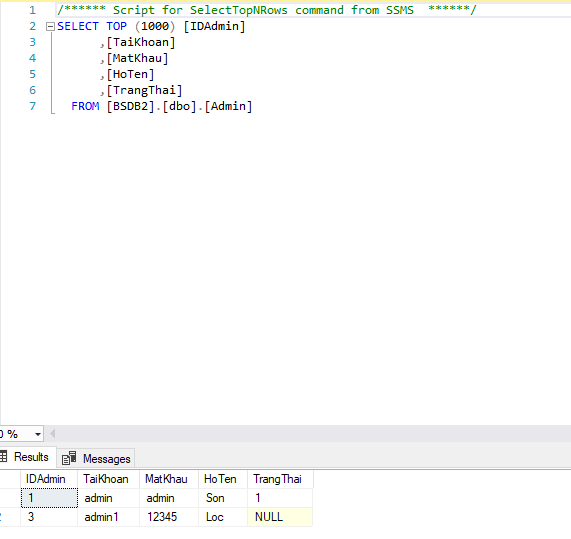 1 /****** Script for SelectTopNRows command from SSMS ******/
2 SELECT TOP (1000) [IDAdmin]
3 ,[TaiKhoan]
4 ,[MatKhau]
5 ,[HoTen]
6 ,[TrangThai]
7 FROM [BSDB2].[dbo].[Admin]
0 %
Results Messages
IDAdmin TaiKhoan MatKhau HoTen TrangThai
1 admin admin Son 1
2 3 admin1 12345 Loc NULL